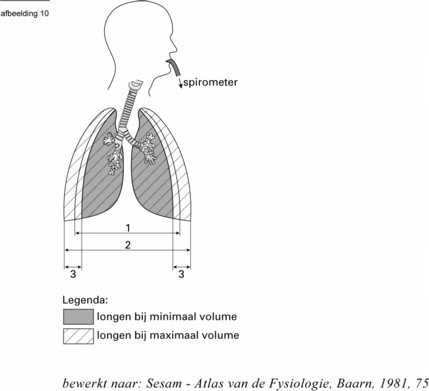 afbeelding 10
spirometer
1
2
3 3
Legenda:
longen bij minimaal volume
longen bij maximaal volume
bewerkt naar: Sesam - Atlas van de Fysiologie, Baarn, 1981, 75